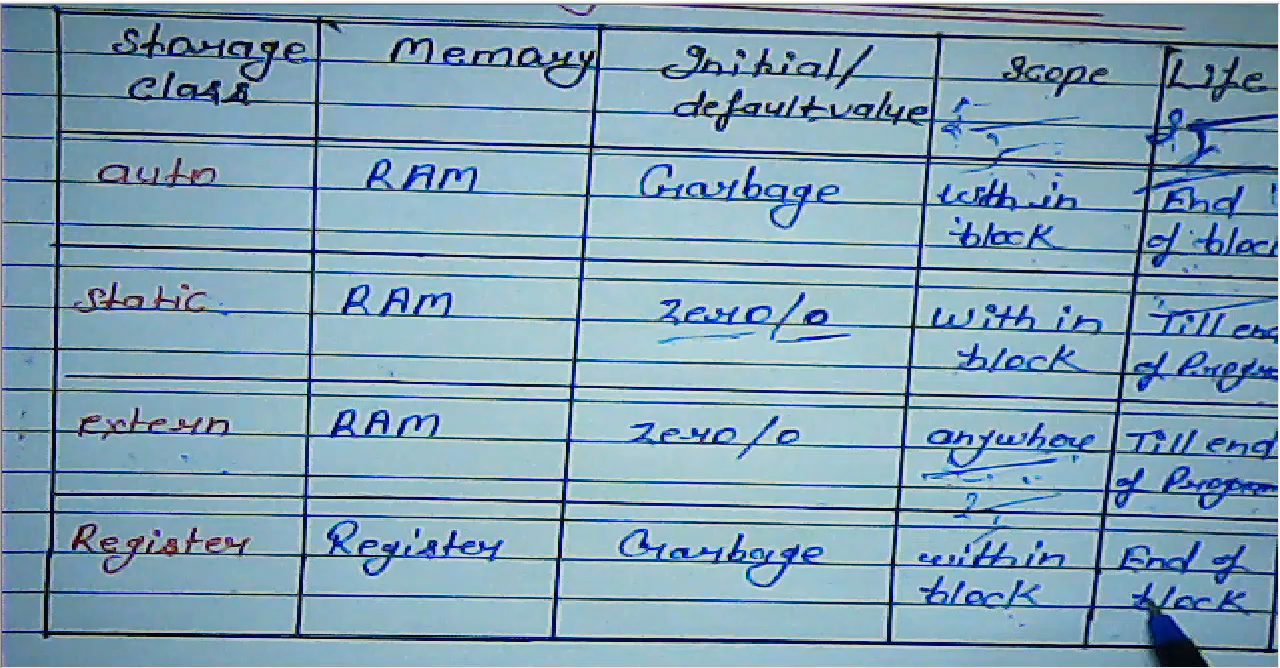 Storage Memory Initial/ Scope Life
class default value
auto RAM Garbage with in End
block of block
static RAM Zero/0 with in Till end
block of Progra
extern RAM Zero/0 anywhere Till end
of Program
Register Register Garbage within End of
block block